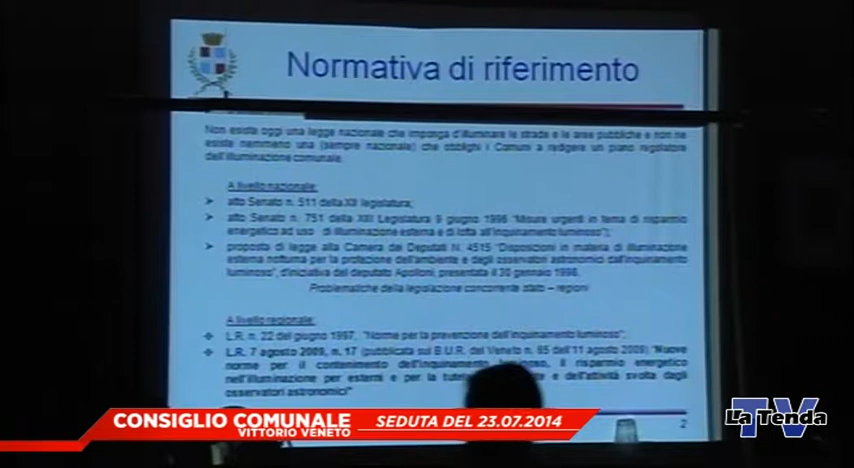 Normativa di riferimento
Non esiste oggi una legge nazionale che imponga d'illuminare le strade e le aree pubbliche e non ne
esiste nemmeno una (sempre nazionale) che obblighi i Comuni a redigere un piano regolatore
dell'illuminazione comunale.
A livello nazionale:
➢ atto Senato n. 511 della XII legislatura;
➢ atto Senato n. 751 della XIII Legislatura 9 giugno 1996 "Misure urgenti in tema di risparmio
energetico ad uso di illuminazione esterna e di lotta all'inquinamento luminoso";
➢ proposta di legge alla Camera dei Deputati N. 4515 "Disposizioni in materia di illuminazione
esterna notturna per la protezione dell'ambiente e degli osservatori astronomici dall'inquinamento
luminoso", d'iniziativa del deputato Apolloni, presentata il 30 gennaio 1998.
Problematiche della legislazione concorrente stato – regioni
A livello regionale:
❖ L.R. n. 22 del giugno 1997, "Norme per la prevenzione dell'inquinamento luminoso";
❖ L.R. 7 agosto 2009, n. 17 (pubblicata sul B.U.R. del Veneto n. 65 dell'11 agosto 2009) "Nuove
norme per il contenimento dell'inquinamento luminoso, il risparmio energetico
nell'illuminazione per esterni e per la e dell'attività svolta dagli
osservatori astronomici"
2
CONSIGLIO COMUNALE
VITTORIO VENETO
SEDUTA DEL 23.07.2014
La Tenda
TV